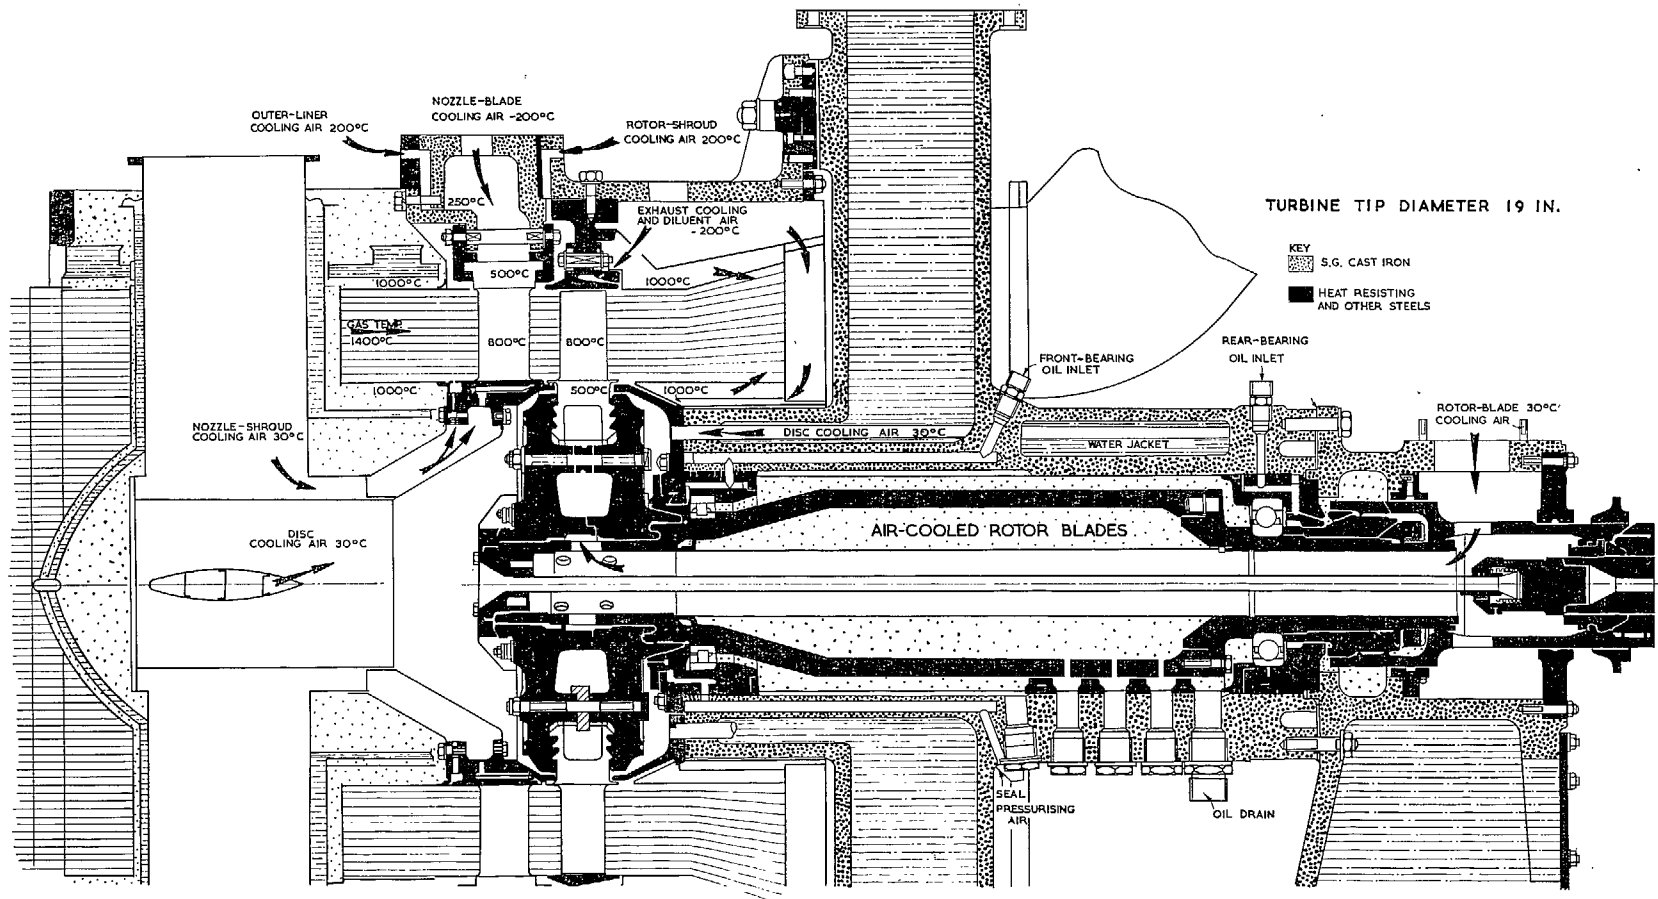 NOZZLE-BLADE
COOLING AIR -200°C
OUTER-LINER
COOLING AIR 200°C
ROTOR-SHROUD
COOLING AIR 200°C
250°C
EXHAUST COOLING
AND DILUENT AIR
- 200°C
TURBINE TIP DIAMETER 19 IN.
KEY
S.G. CAST IRON
HEAT RESISTING
AND OTHER STEELS
500°C
1000°C
1000°C
GAS TEMP.
1400°C
800°C
800°C
REAR-BEARING
OIL INLET
FRONT-BEARING
OIL INLET
1000°C
500°C
1000°C
ROTOR-BLADE 30°C
COOLING AIR
NOZZLE-SHROUD
COOLING AIR 30°C
DISC COOLING AIR 30°C
WATER JACKET
AIR-COOLED ROTOR BLADES
DISC
COOLING AIR 30°C
SEAL
PRESSURISING
AIR
OIL DRAIN